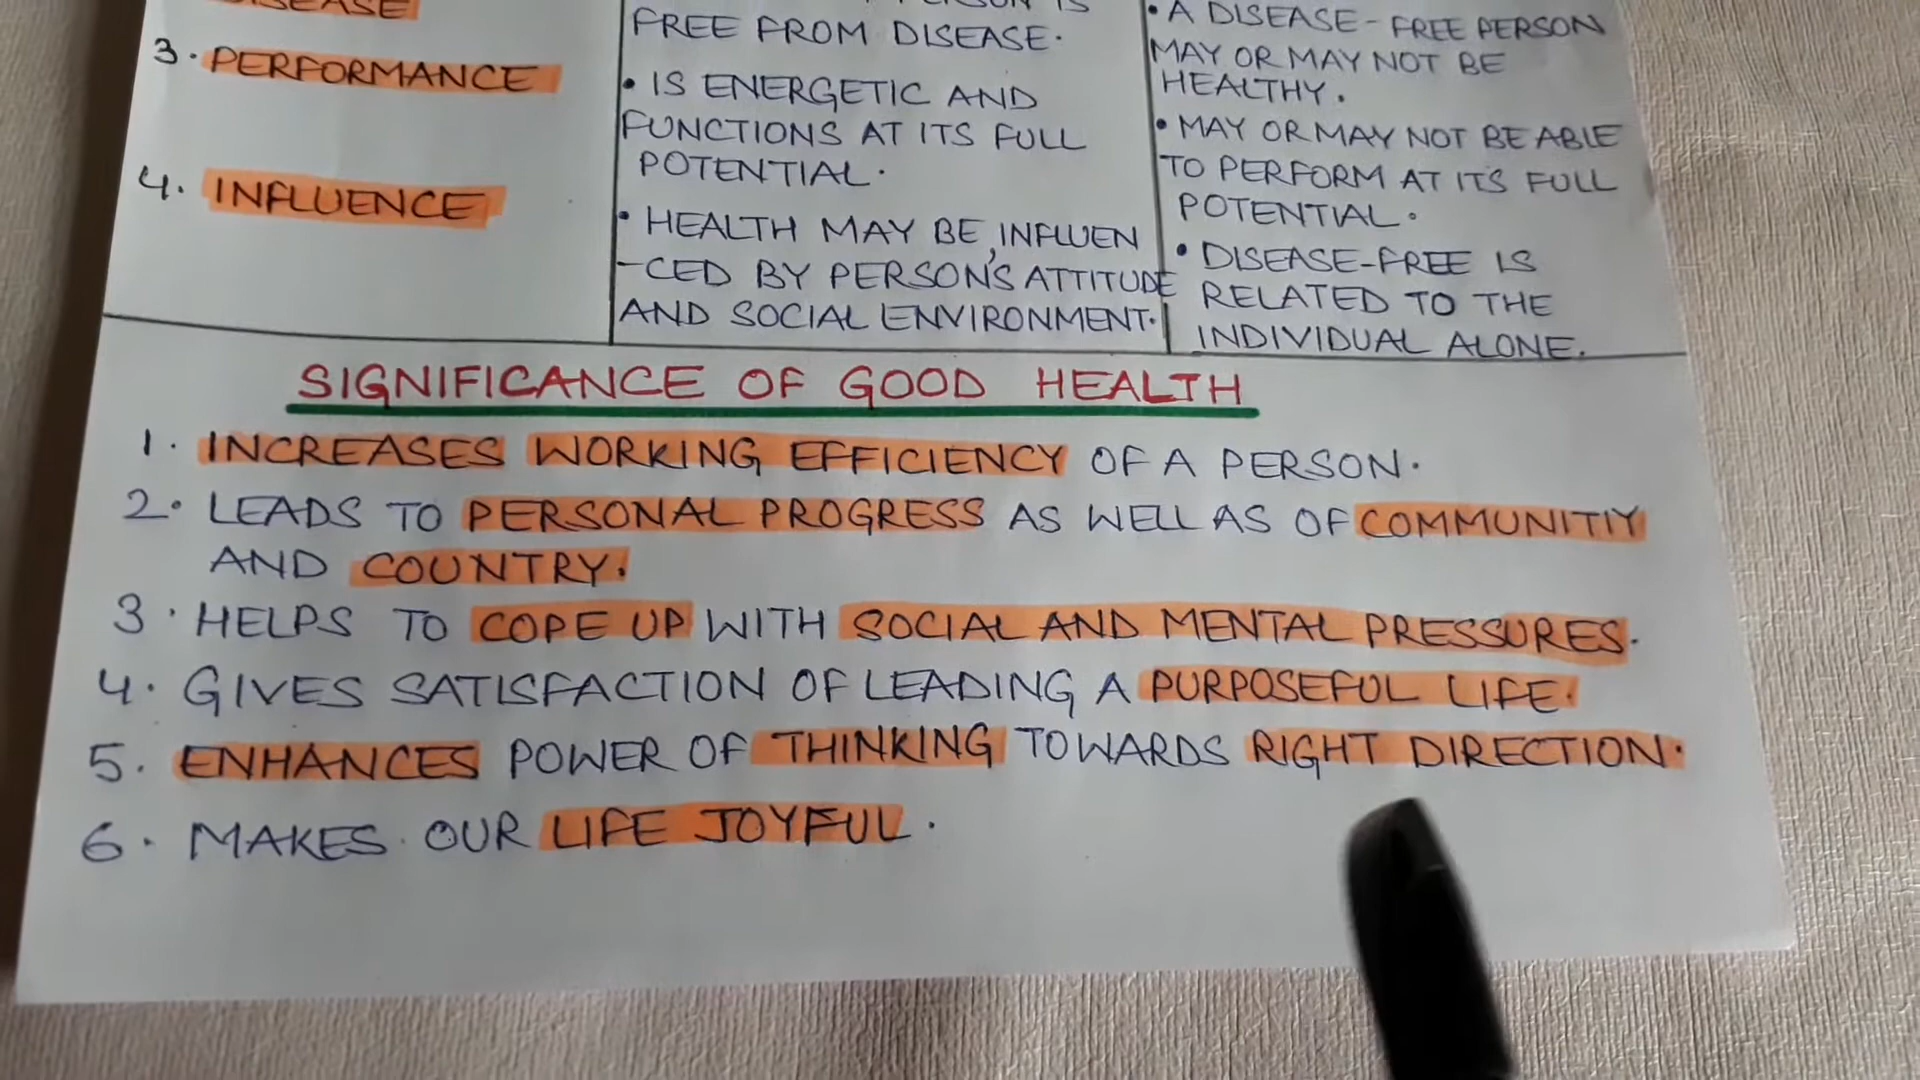 DISEASE
3. PERFORMANCE
4. INFLUENCE
IS
FREE FROM DISEASE.
• IS ENERGETIC AND
FUNCTIONS AT ITS FULL
POTENTIAL.
• HEALTH MAY BE INFLUEN
-CED BY PERSON'S ATTITUDE
AND SOCIAL ENVIRONMENT.
• A DISEASE-FREE PERSON
MAY OR MAY NOT BE
HEALTHY.
• MAY OR MAY NOT BE ABLE
TO PERFORM AT IT'S FULL
POTENTIAL.
• DISEASE-FREE IS
RELATED TO THE
INDIVIDUAL ALONE.
SIGNIFICANCE OF GOOD HEALTH
1. INCREASES WORKING EFFICIENCY OF A PERSON.
2. LEADS TO PERSONAL PROGRESS AS WELL AS OF COMMUNITIY
AND COUNTRY.
3. HELPS TO COPE UP WITH SOCIAL AND MENTAL PRESSURES.
4. GIVES SATISFACTION OF LEADING A PURPOSEFUL LIFE.
5. ENHANCES POWER OF THINKING TOWARDS RIGHT DIRECTION.
6. MAKES OUR LIFE JOYFUL.